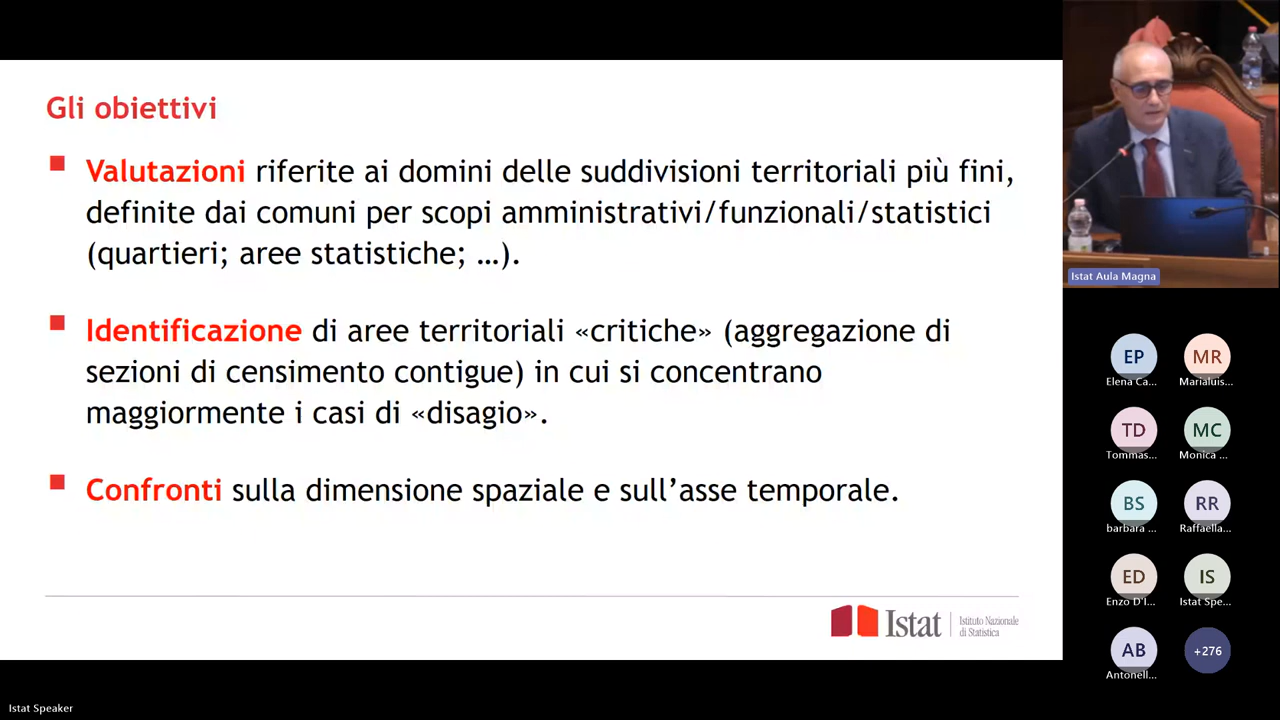 Gli obiettivi
Valutazioni riferite ai domini delle suddivisioni territoriali più fini,
definite dai comuni per scopi amministrativi/funzionali/statistici
(quartieri; aree statistiche; …).
Identificazione di aree territoriali «critiche» (aggregazione di
sezioni di censimento contigue) in cui si concentrano
maggiormente i casi di «disagio».
Confronti sulla dimensione spaziale e sull’asse temporale.
Istat
Istituto Nazionale
di Statistica
Istat Aula Magna
EP
Elena Ca...
MR
Marialuis...
TD
Tommas...
MC
Monica ...
BS
barbara ...
RR
Raffaella...
ED
Enzo D'I...
IS
Istat Spe...
AB
Antonell...
+276
Istat Speaker